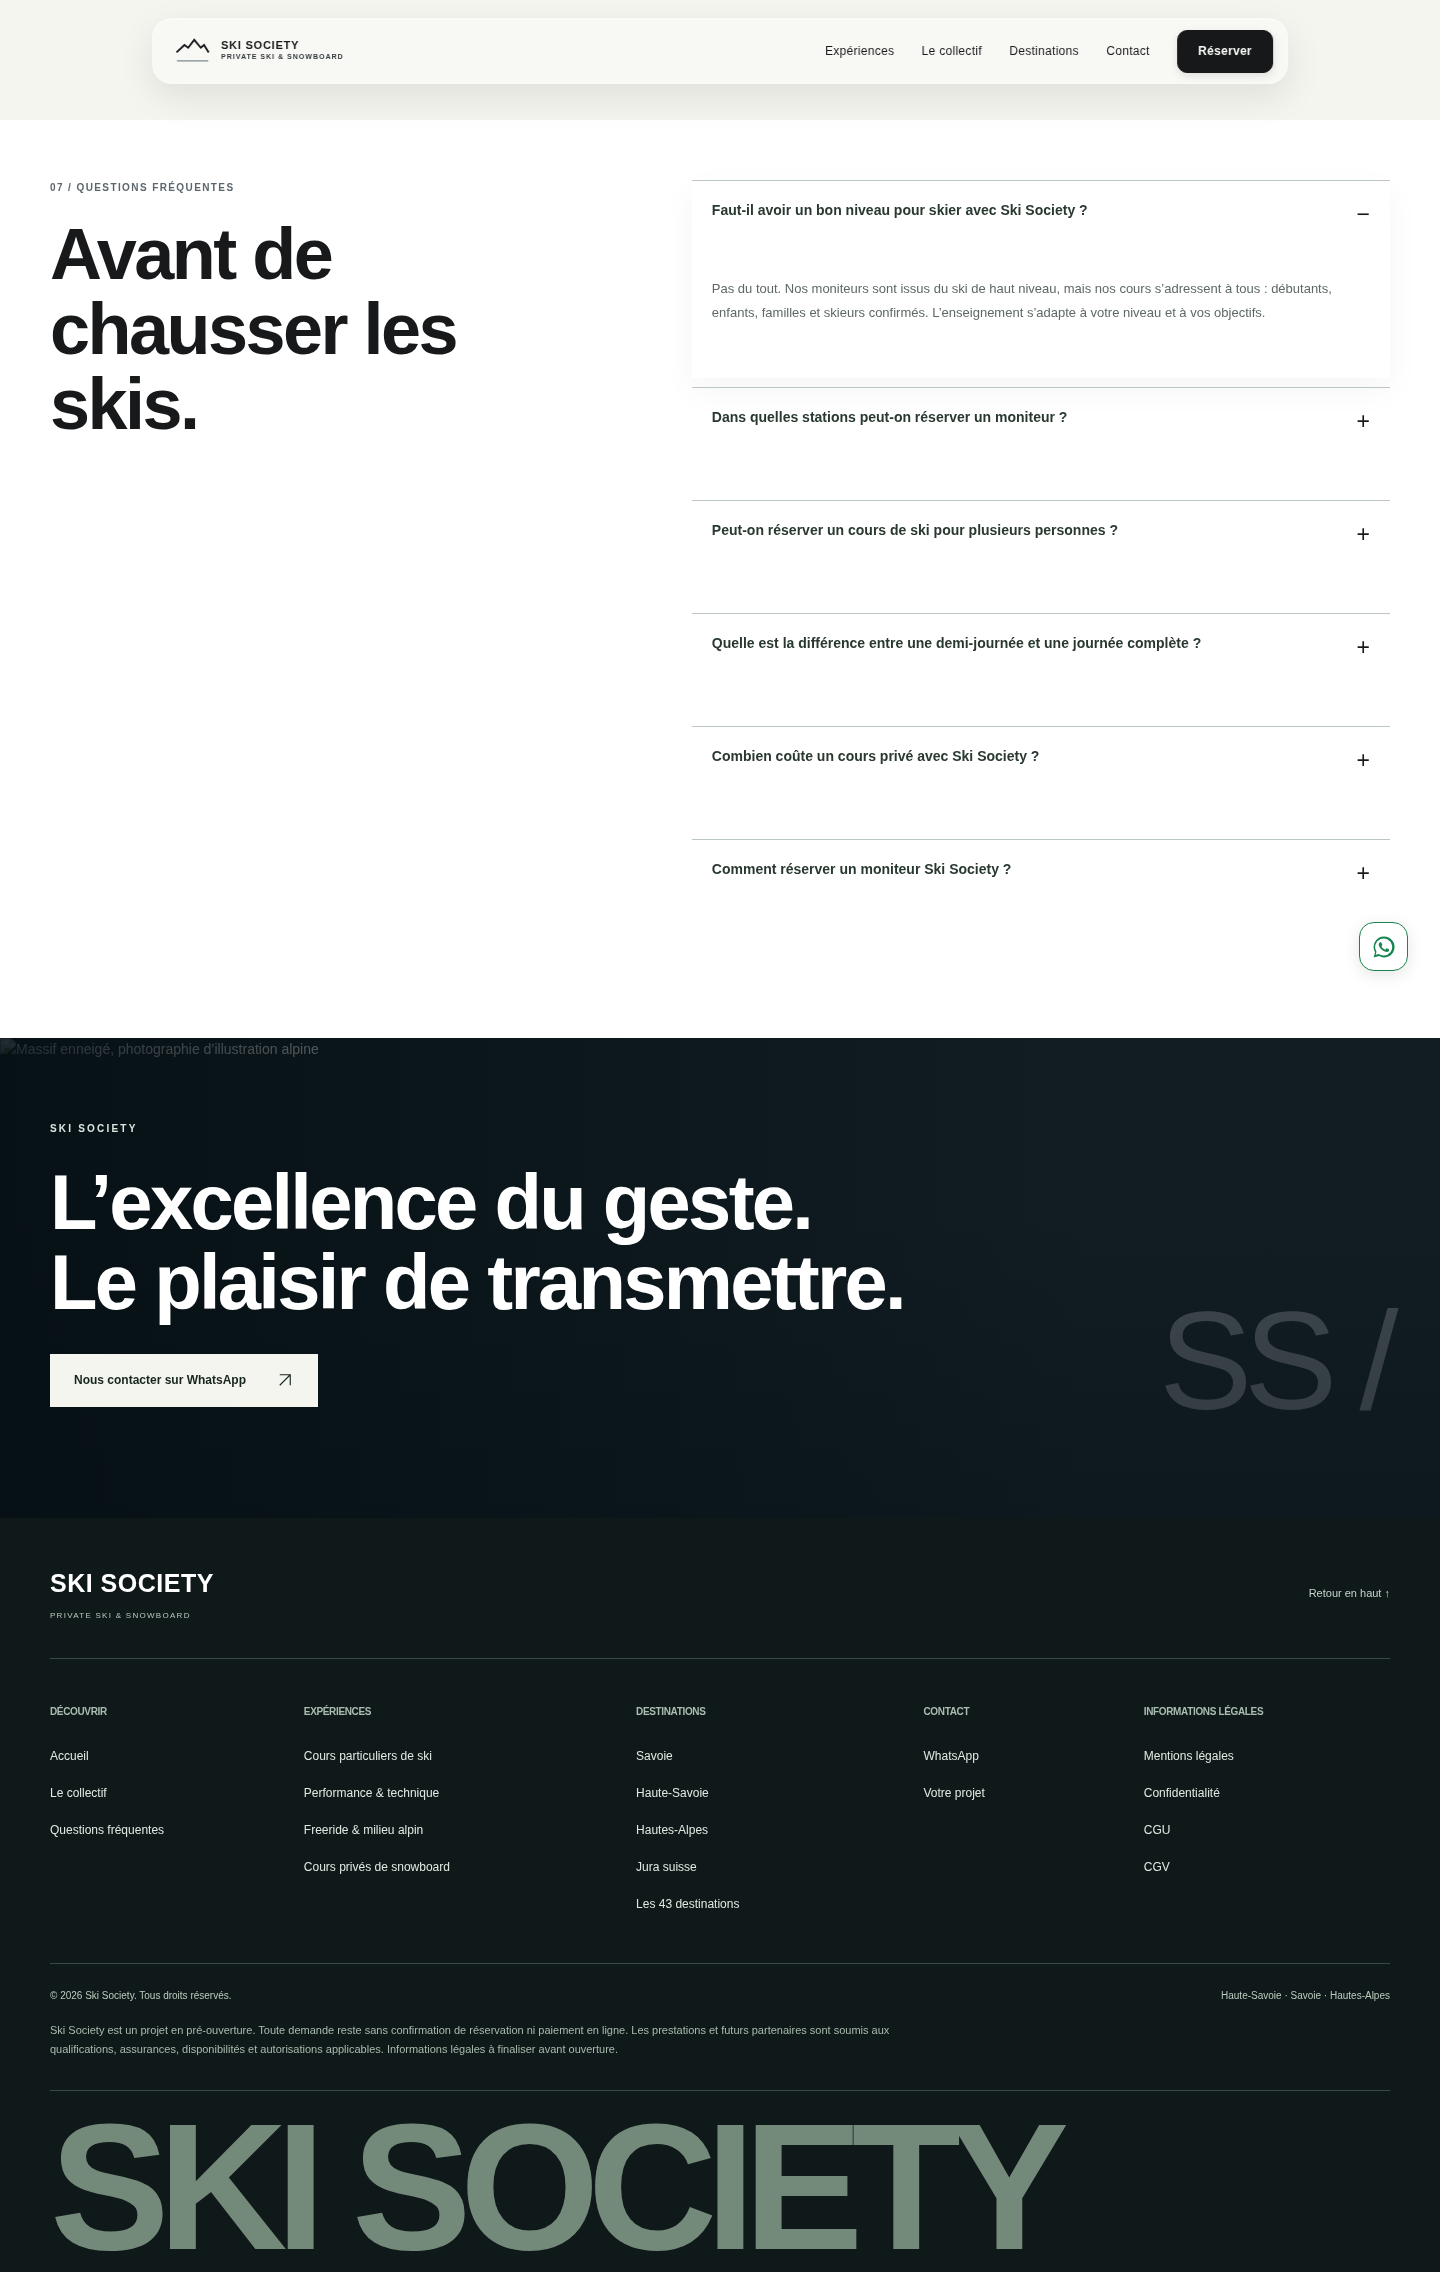 SKI SOCIETY
PRIVATE SKI & SNOWBOARD
Expériences
Le collectif
Destinations
Contact
Réserver
07 / QUESTIONS FRÉQUENTES
Avant de
chausser les
skis.
Faut-il avoir un bon niveau pour skier avec Ski Society ?
−
Pas du tout. Nos moniteurs sont issus du ski de haut niveau, mais nos cours s’adressent à tous : débutants,
enfants, familles et skieurs confirmés. L’enseignement s’adapte à votre niveau et à vos objectifs.
Dans quelles stations peut-on réserver un moniteur ?
+
Peut-on réserver un cours de ski pour plusieurs personnes ?
+
Quelle est la différence entre une demi-journée et une journée complète ?
+
Combien coûte un cours privé avec Ski Society ?
+
Comment réserver un moniteur Ski Society ?
+
Massif enneigé, photographie d’illustration alpine
SKI SOCIETY
L’excellence du geste.
Le plaisir de transmettre.
Nous contacter sur WhatsApp
SS /
SKI SOCIETY
PRIVATE SKI & SNOWBOARD
Retour en haut ↑
DÉCOUVRIR
Accueil
Le collectif
Questions fréquentes
EXPÉRIENCES
Cours particuliers de ski
Performance & technique
Freeride & milieu alpin
Cours privés de snowboard
DESTINATIONS
Savoie
Haute-Savoie
Hautes-Alpes
Jura suisse
Les 43 destinations
CONTACT
WhatsApp
Votre projet
INFORMATIONS LÉGALES
Mentions légales
Confidentialité
CGU
CGV
© 2026 Ski Society. Tous droits réservés.
Haute-Savoie · Savoie · Hautes-Alpes
Ski Society est un projet en pré-ouverture. Toute demande reste sans confirmation de réservation ni paiement en ligne. Les prestations et futurs partenaires sont soumis aux
qualifications, assurances, disponibilités et autorisations applicables. Informations légales à finaliser avant ouverture.
SKI SOCIETY